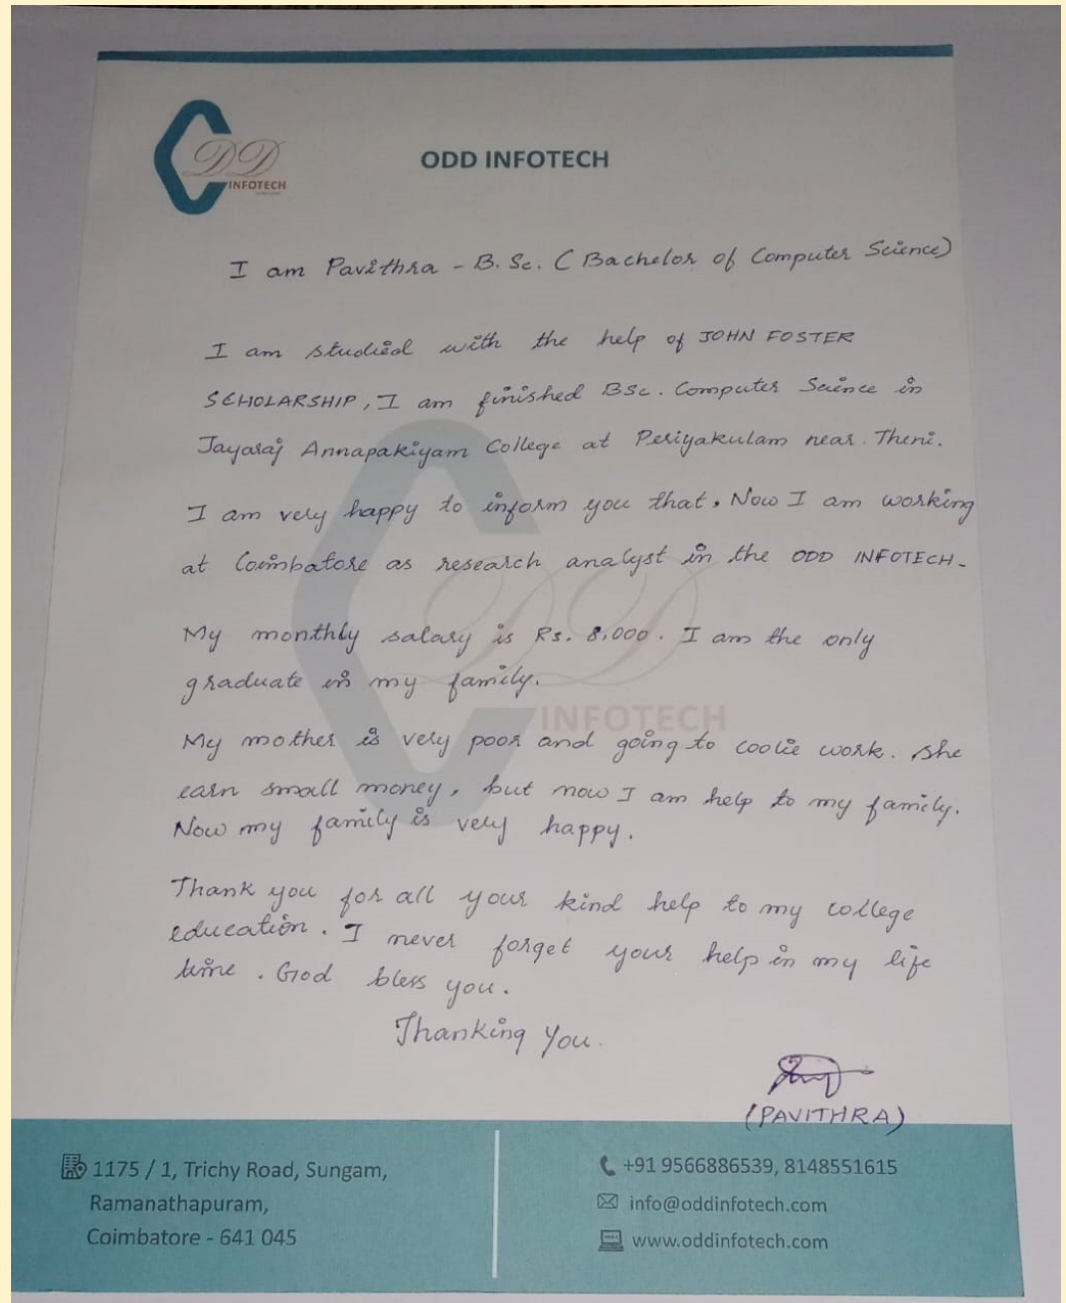 DD
INFOTECH
ODD INFOTECH
I am Pavithra - B. Sc. ( Bachelor of Computer Science)
I am studied with the help of JOHN FOSTER
SCHOLARSHIP, I am finished BSc. Computer Science in
Jayaraj Annapakiyam College at Periyakulam near Theni.
I am very happy to inform you that, Now I am working
at Coimbatore as research analyst in the ODD INFOTECH-
My monthly salary is Rs. 8,000. I am the only
graduate in my family.
DD
INFOTECH
My mother is very poor and going to coolie work. she
earn small money, but now I am help to my family.
Now my family is very happy.
Thank you for all your kind help to my college
education. I never forget your help in my life
time. God bless you.
Thanking You.
(PAVITHRA)
1175 / 1, Trichy Road, Sungam,
Ramanathapuram,
Coimbatore - 641 045
+91 9566886539, 8148551615
info@oddinfotech.com
www.oddinfotech.com